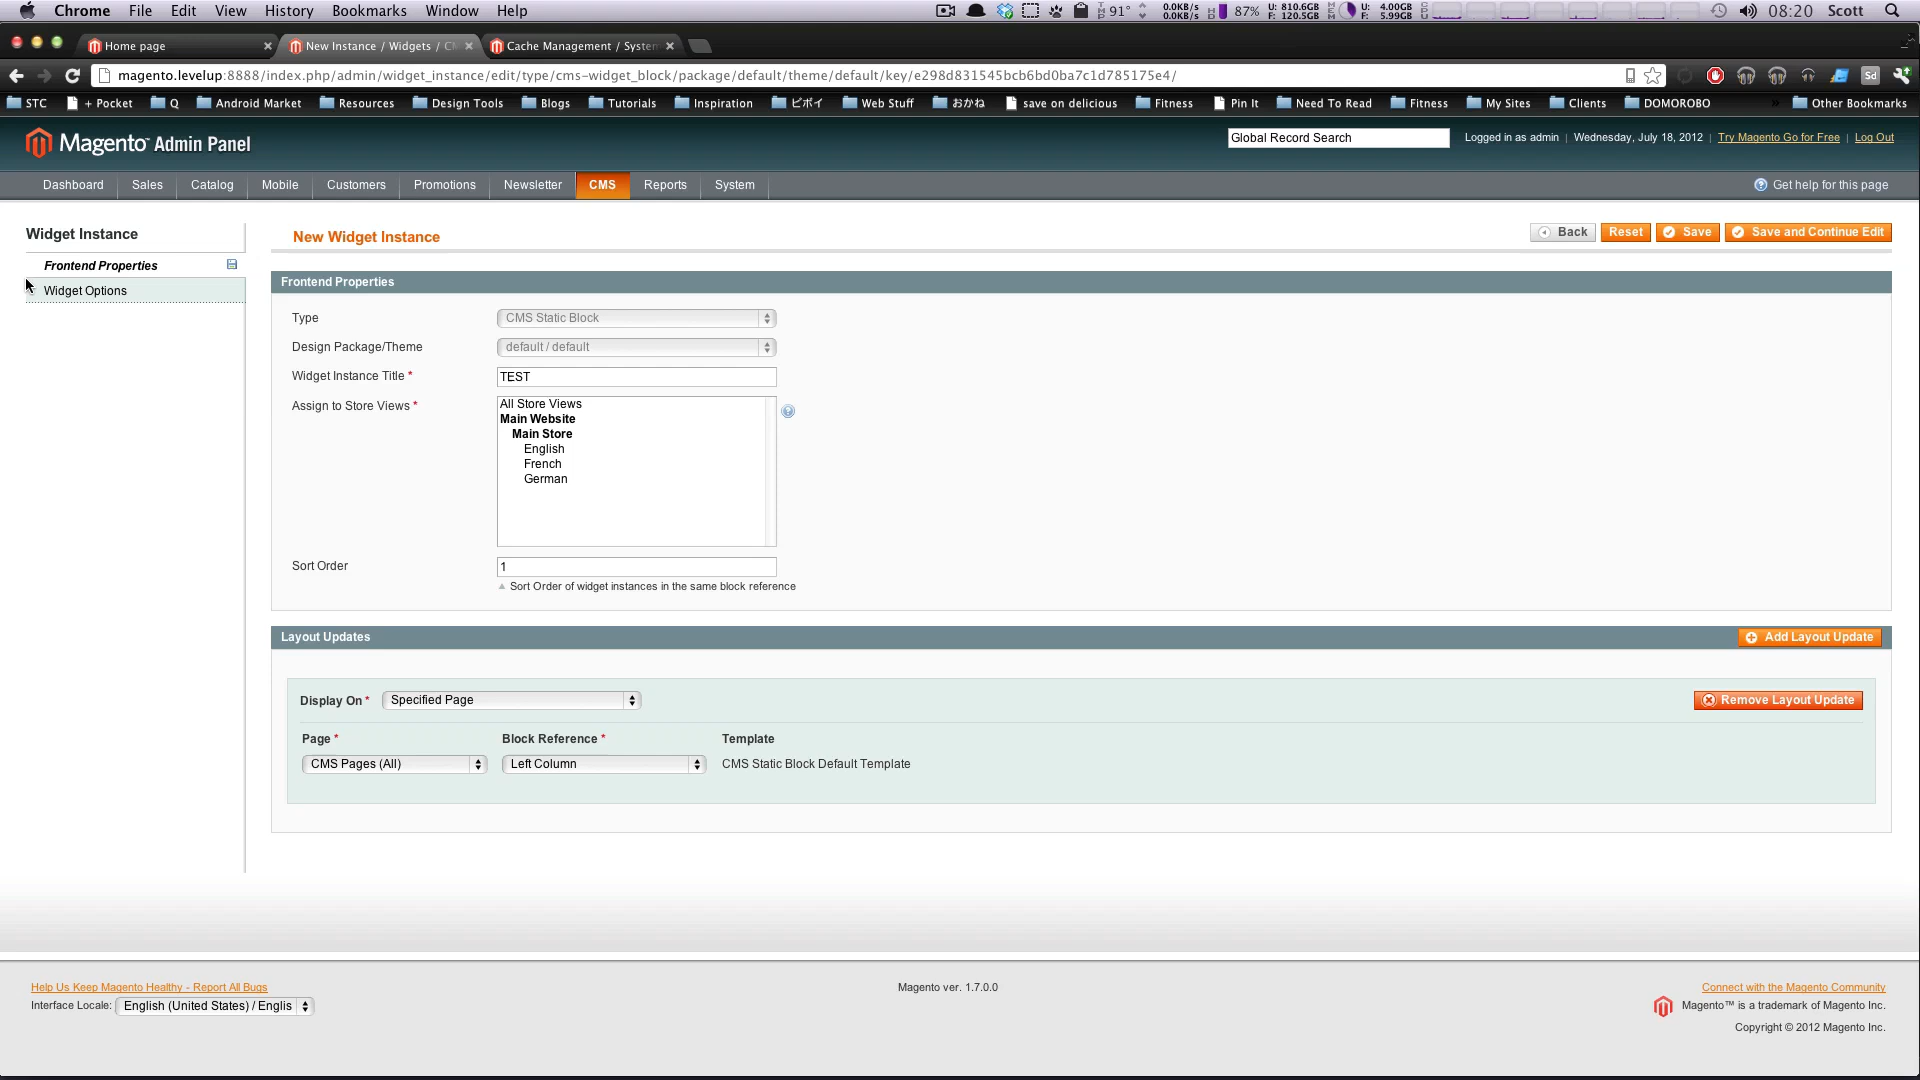 Chrome File Edit View History Bookmarks Window Help 91° 0.0KB/s 0.0KB/s 87% U: 810.6GB F: 120.5GB U: 4.00GB F: 5.99GB 08:20 Scott
Home page New Instance / Widgets / CM Cache Management / System
magento.levelup:8888/index.php/admin/widget_instance/edit/type/cms-widget_block/package/default/theme/default/key/e298d831545bcb6bd0ba7c1d785175e4/
STC + Pocket Q Android Market Resources Design Tools Blogs Tutorials Inspiration ビボイ Web Stuff おかね save on delicious Fitness Pin It Need To Read Fitness My Sites Clients DOMOROBO » Other Bookmarks
Magento Admin Panel Global Record Search Logged in as admin | Wednesday, July 18, 2012 | Try Magento Go for Free | Log Out
Dashboard Sales Catalog Mobile Customers Promotions Newsletter CMS Reports System Get help for this page
Widget Instance
Frontend Properties
Widget Options
New Widget Instance Back Reset Save Save and Continue Edit
Frontend Properties
Type CMS Static Block
Design Package/Theme default / default
Widget Instance Title * TEST
Assign to Store Views * All Store Views
Main Website
Main Store
English
French
German
Sort Order 1
Sort Order of widget instances in the same block reference
Layout Updates Add Layout Update
Display On * Specified Page Remove Layout Update
Page * Block Reference * Template
CMS Pages (All) Left Column CMS Static Block Default Template
Help Us Keep Magento Healthy - Report All Bugs Magento ver. 1.7.0.0 Connect with the Magento Community
Interface Locale: English (United States) / Englis Magento™ is a trademark of Magento Inc.
Copyright © 2012 Magento Inc.